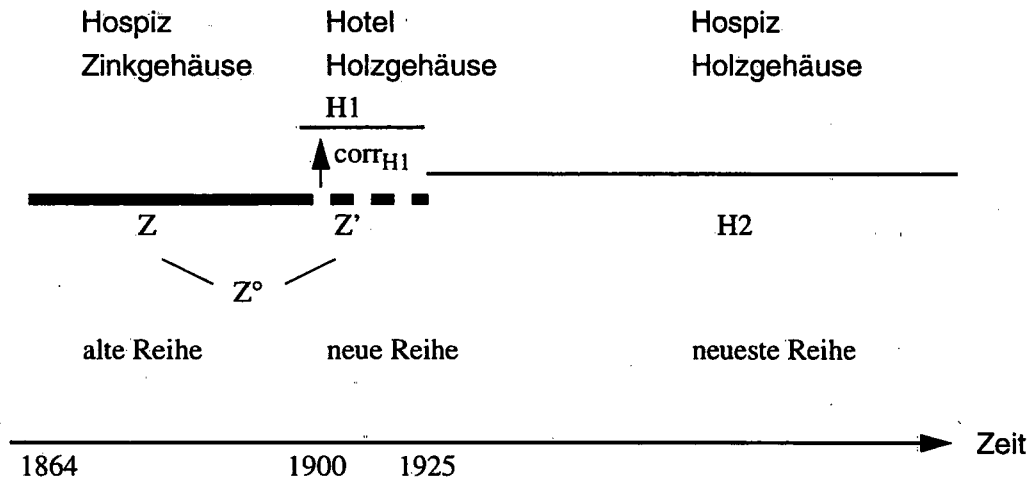 Hospiz Hotel Hospiz
Zinkgehäuse Holzgehäuse Holzgehäuse
H1
corrH1
Z Z' H2
Z°
alte Reihe neue Reihe neueste Reihe
Zeit
1864 1900 1925